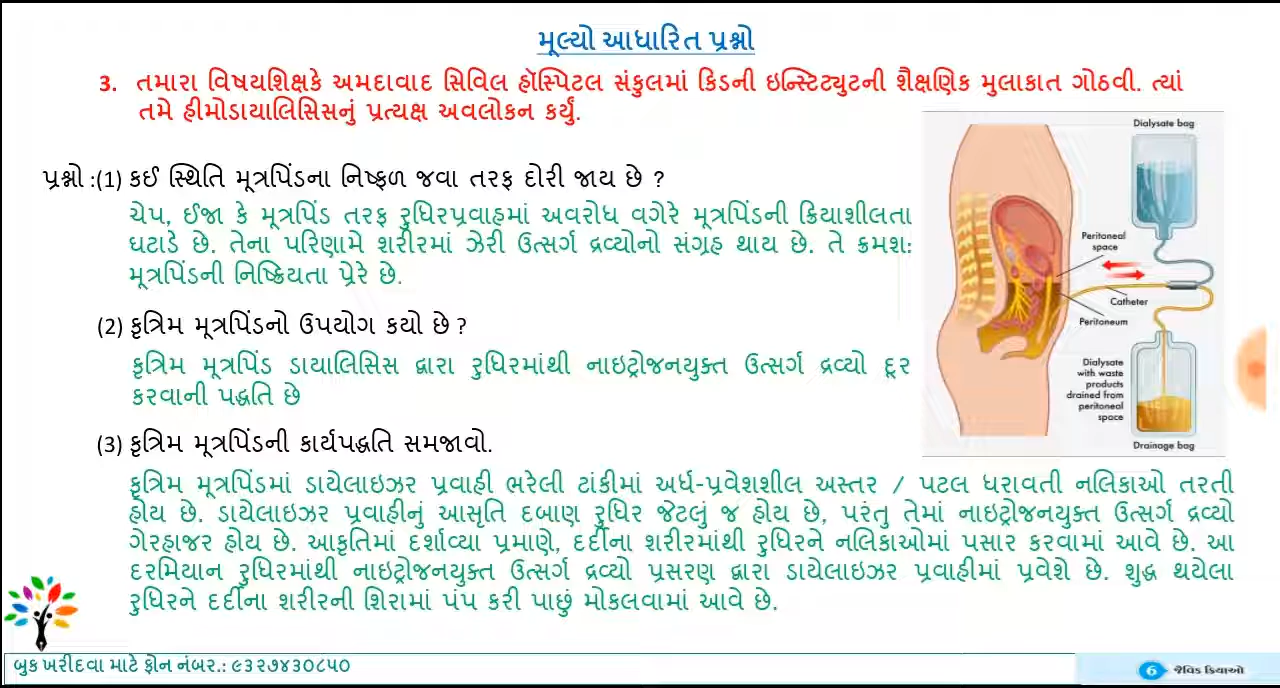 મૂલ્યો આધારિત પ્રશ્નો
3. તમારા વિષયશિક્ષકે અમદાવાદ સિવિલ હૉસ્પિટલ સંકુલમાં કિડની ઇન્સ્ટિટ્યુટની શૈક્ષણિક મુલાકાત ગોઠવી. ત્યાં
તમે હીમોડાયાલિસિસનું પ્રત્યક્ષ અવલોકન કર્યું.
પ્રશ્નો :(1) કઈ સ્થિતિ મૂત્રપિંડના નિષ્ફળ જવા તરફ દોરી જાય છે ?
ચેપ, ઈજા કે મૂત્રપિંડ તરફ રુધિરપ્રવાહમાં અવરોધ વગેરે મૂત્રપિંડની ક્રિયાશીલતા
ઘટાડે છે. તેના પરિણામે શરીરમાં ઝેરી ઉત્સર્ગ દ્રવ્યોનો સંગ્રહ થાય છે. તે ક્રમશ:
મૂત્રપિંડની નિષ્ક્રિયતા પ્રેરે છે.
(2) કૃત્રિમ મૂત્રપિંડનો ઉપયોગ કયો છે ?
કૃત્રિમ મૂત્રપિંડ ડાયાલિસિસ દ્વારા રુધિરમાંથી નાઇટ્રોજનયુક્ત ઉત્સર્ગ દ્રવ્યો દૂર
કરવાની પદ્ધતિ છે
(3) કૃત્રિમ મૂત્રપિંડની કાર્યપદ્ધતિ સમજાવો.
કૃત્રિમ મૂત્રપિંડમાં ડાયેલાઇઝર પ્રવાહી ભરેલી ટાંકીમાં અર્ધ-પ્રવેશશીલ અસ્તર / પટલ ધરાવતી નલિકાઓ તરતી
હોય છે. ડાયેલાઇઝર પ્રવાહીનું આસૃતિ દબાણ રુધિર જેટલું જ હોય છે, પરંતુ તેમાં નાઇટ્રોજનયુક્ત ઉત્સર્ગ દ્રવ્યો
ગેરહાજર હોય છે. આકૃતિમાં દર્શાવ્યા પ્રમાણે, દર્દીના શરીરમાંથી રુધિરને નલિકાઓમાં પસાર કરવામાં આવે છે. આ
દરમિયાન રુધિરમાંથી નાઇટ્રોજનયુક્ત ઉત્સર્ગ દ્રવ્યો પ્રસરણ દ્વારા ડાયેલાઇઝર પ્રવાહીમાં પ્રવેશે છે. શુદ્ધ થયેલા
રુધિરને દર્દીના શરીરની શિરામાં પંપ કરી પાછું મોકલવામાં આવે છે.
Dialysate bag
Peritoneal
space
Catheter
Peritoneum
Dialysate
with waste
products
drained from
peritoneal
space
Drainage bag
બુક ખરીદવા માટે ફોન નંબર.: ૯૩૨૭૪૩૦૮૫૦
6 જૈવિક ક્રિયાઓ